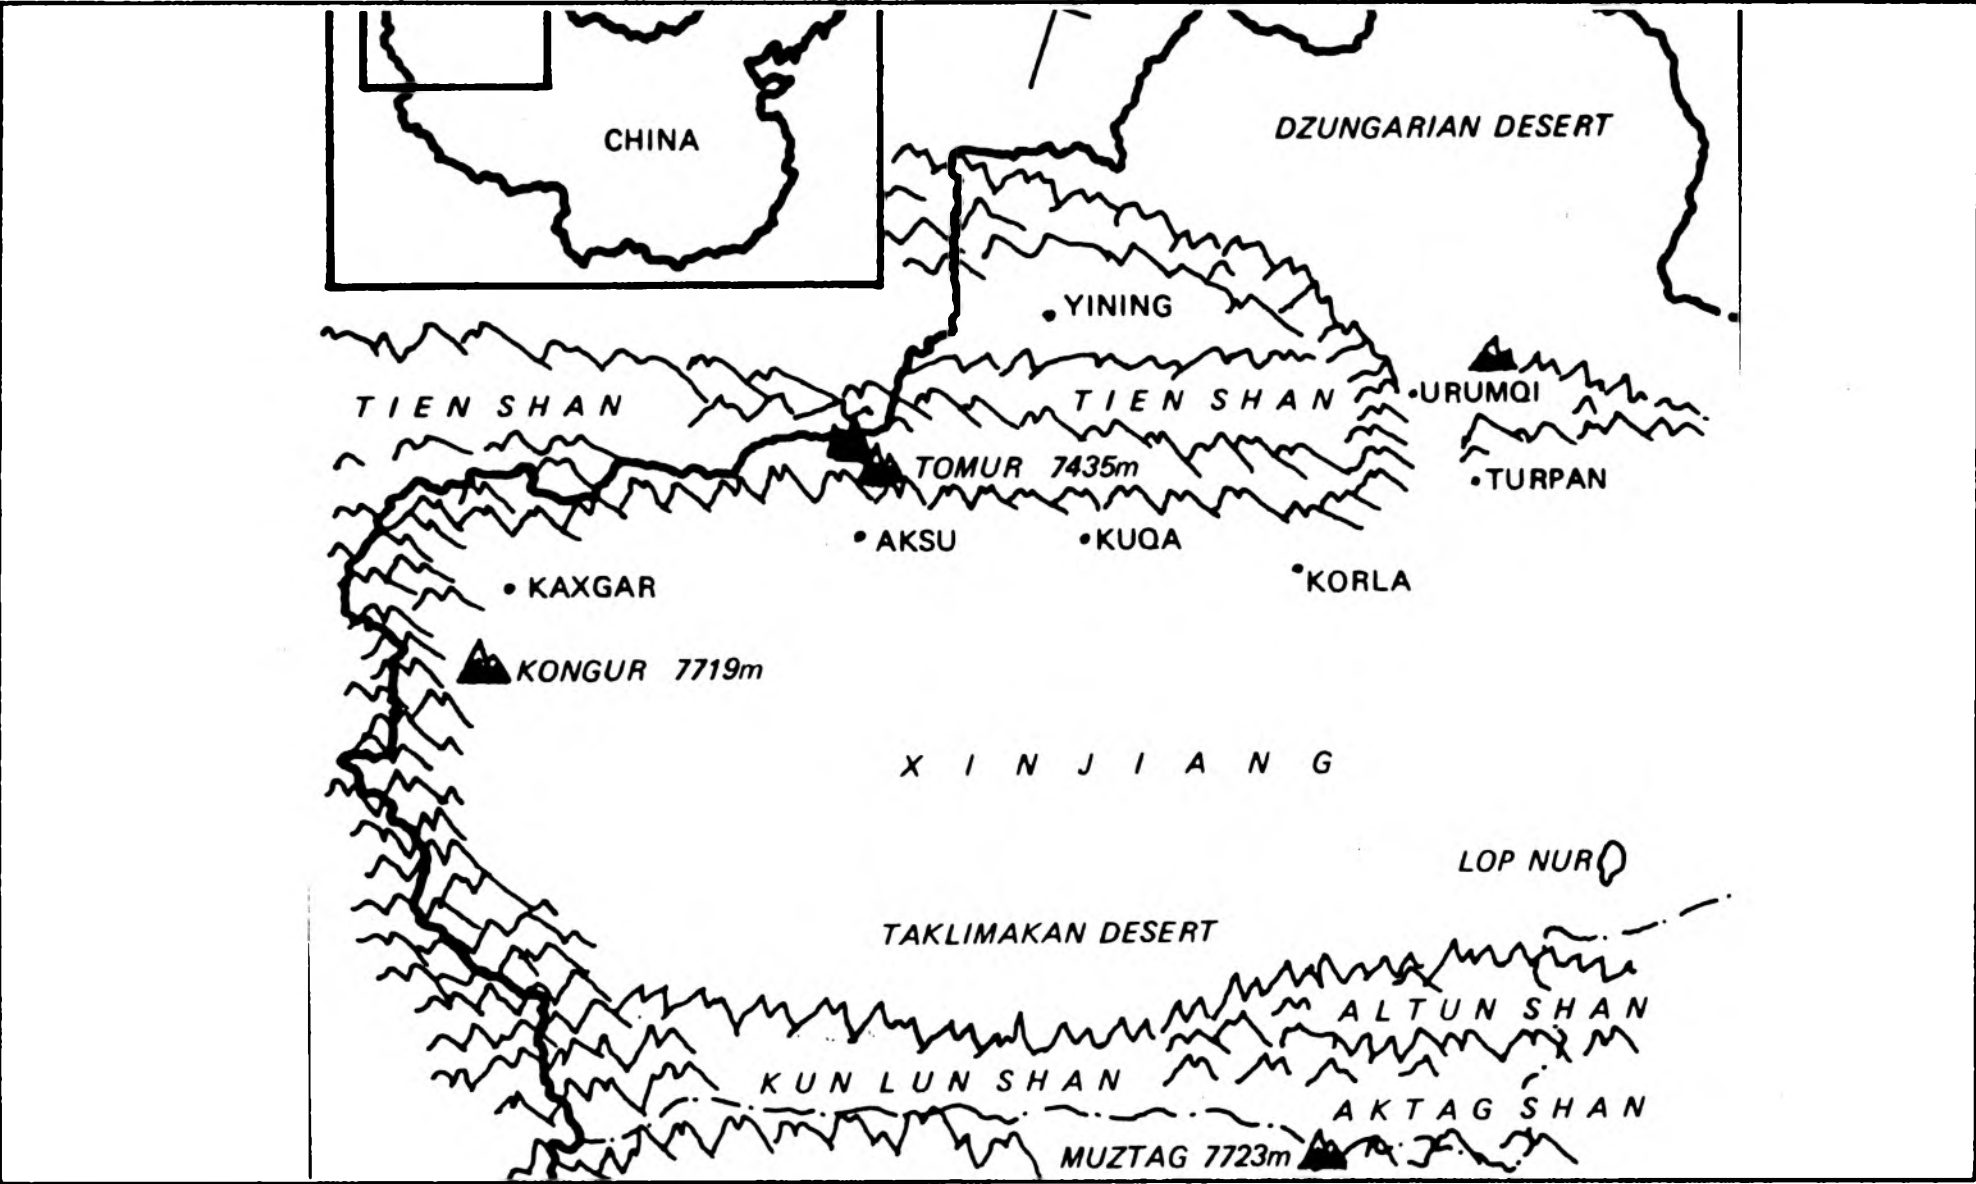 CHINA
DZUNGARIAN DESERT
YINING
TIEN SHAN
TIEN SHAN
URUMQI
TOMUR 7435m
TURPAN
AKSU
KUQA
KORLA
KAXGAR
KONGUR 7719m
XINJIANG
LOP NUR
TAKLIMAKAN DESERT
ALTUN SHAN
KUN LUN SHAN
AKTAG SHAN
MUZTAG 7723m